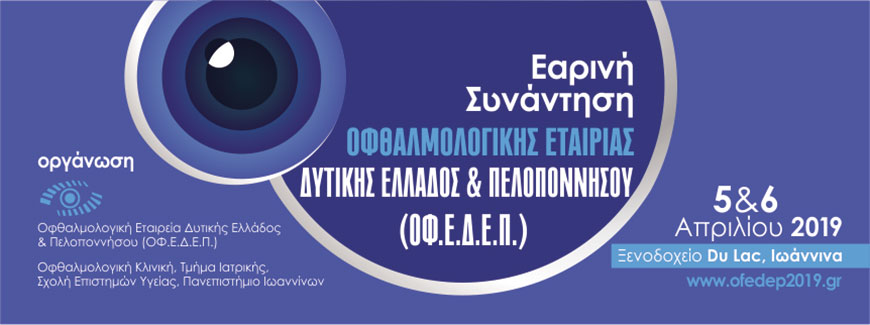 Εαρινή
Συνάντηση
ΟΦΘΑΛΜΟΛΟΓΙΚΗΣ ΕΤΑΙΡΙΑΣ
ΔΥΤΙΚΗΣ ΕΛΛΑΔΟΣ & ΠΕΛΟΠΟΝΝΗΣΟΥ
(ΟΦ.Ε.Δ.Ε.Π.)
οργάνωση
Οφθαλμολογική Εταιρεία Δυτικής Ελλάδος
& Πελοποννήσου (ΟΦ.Ε.Δ.Ε.Π.)
Οφθαλμολογική Κλινική, Τμήμα Ιατρικής,
Σχολή Επιστημών Υγείας, Πανεπιστήμιο Ιωαννίνων
5&6
Απριλίου 2019
Ξενοδοχείο Du Lac, Ιωάννινα
www.ofedep2019.gr